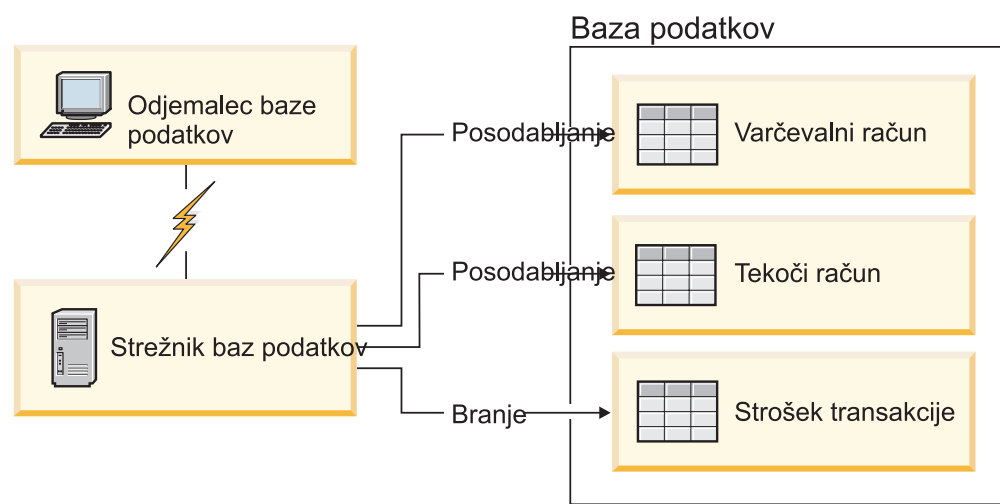 Baza podatkov
Odjemalec baze
podatkov
Posodabljanje
Varčevalni račun
Posodabljanje
Tekoči račun
Strežnik baz podatkov
Branje
Strošek transakcije